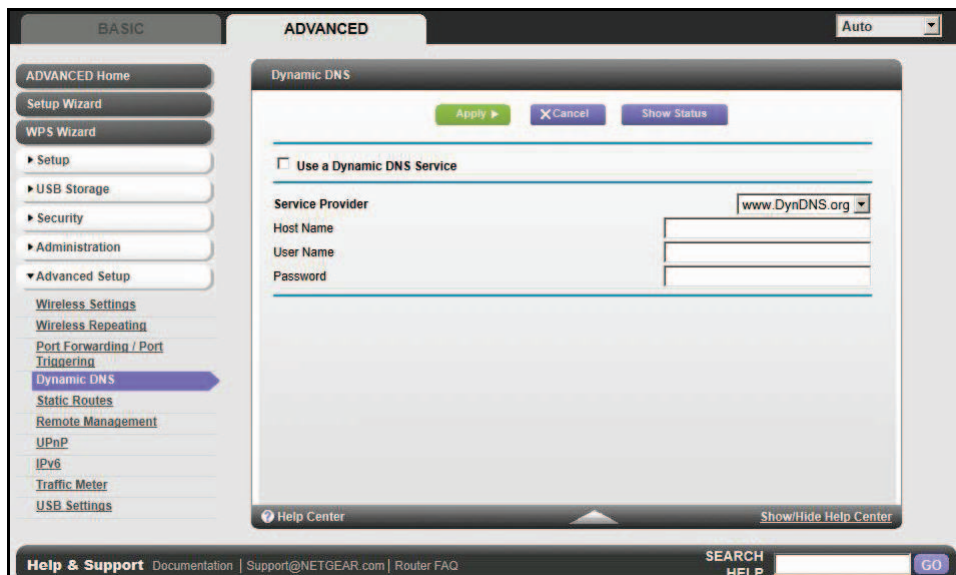 BASIC
ADVANCED
Auto
ADVANCED Home
Setup Wizard
WPS Wizard
Setup
USB Storage
Security
Administration
Advanced Setup
Wireless Settings
Wireless Repeating
Port Forwarding / Port
Triggering
Dynamic DNS
Static Routes
Remote Management
UPnP
IPv6
Traffic Meter
USB Settings
Dynamic DNS
Apply
Cancel
Show Status
Use a Dynamic DNS Service
Service Provider
www.DynDNS.org
Host Name
User Name
Password
Help Center
Show/Hide Help Center
Help & Support Documentation | Support@NETGEAR.com | Router FAQ
SEARCH
HELP
GO